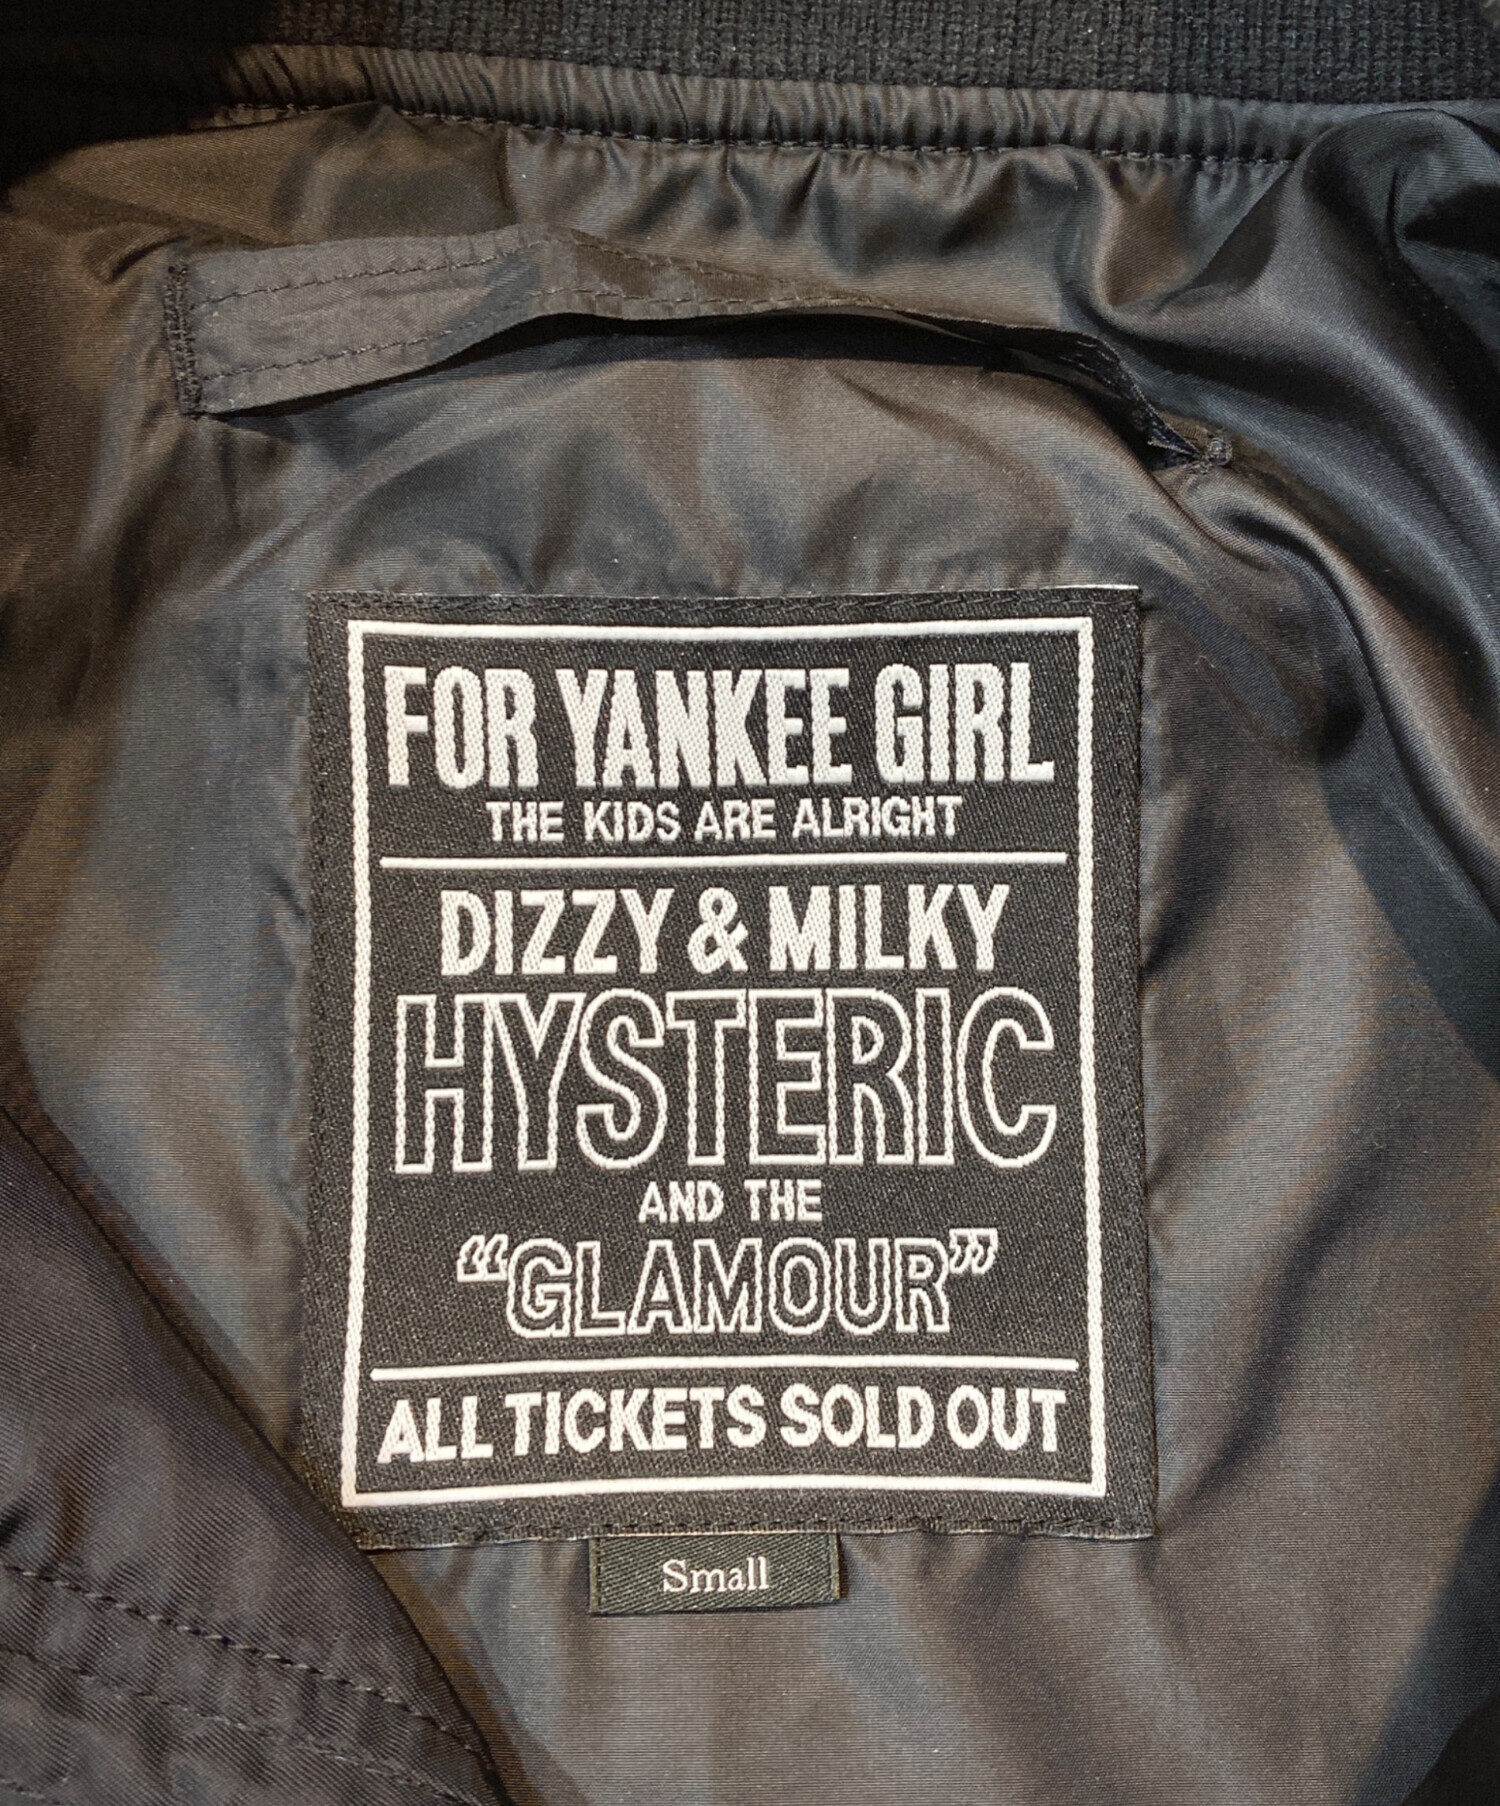 FOR YANKEE GIRL
THE KIDS ARE ALRIGHT
DIZZY & MILKY
HYSTERIC
AND THE
“GLAMOUR”
ALL TICKETS SOLD OUT
Small